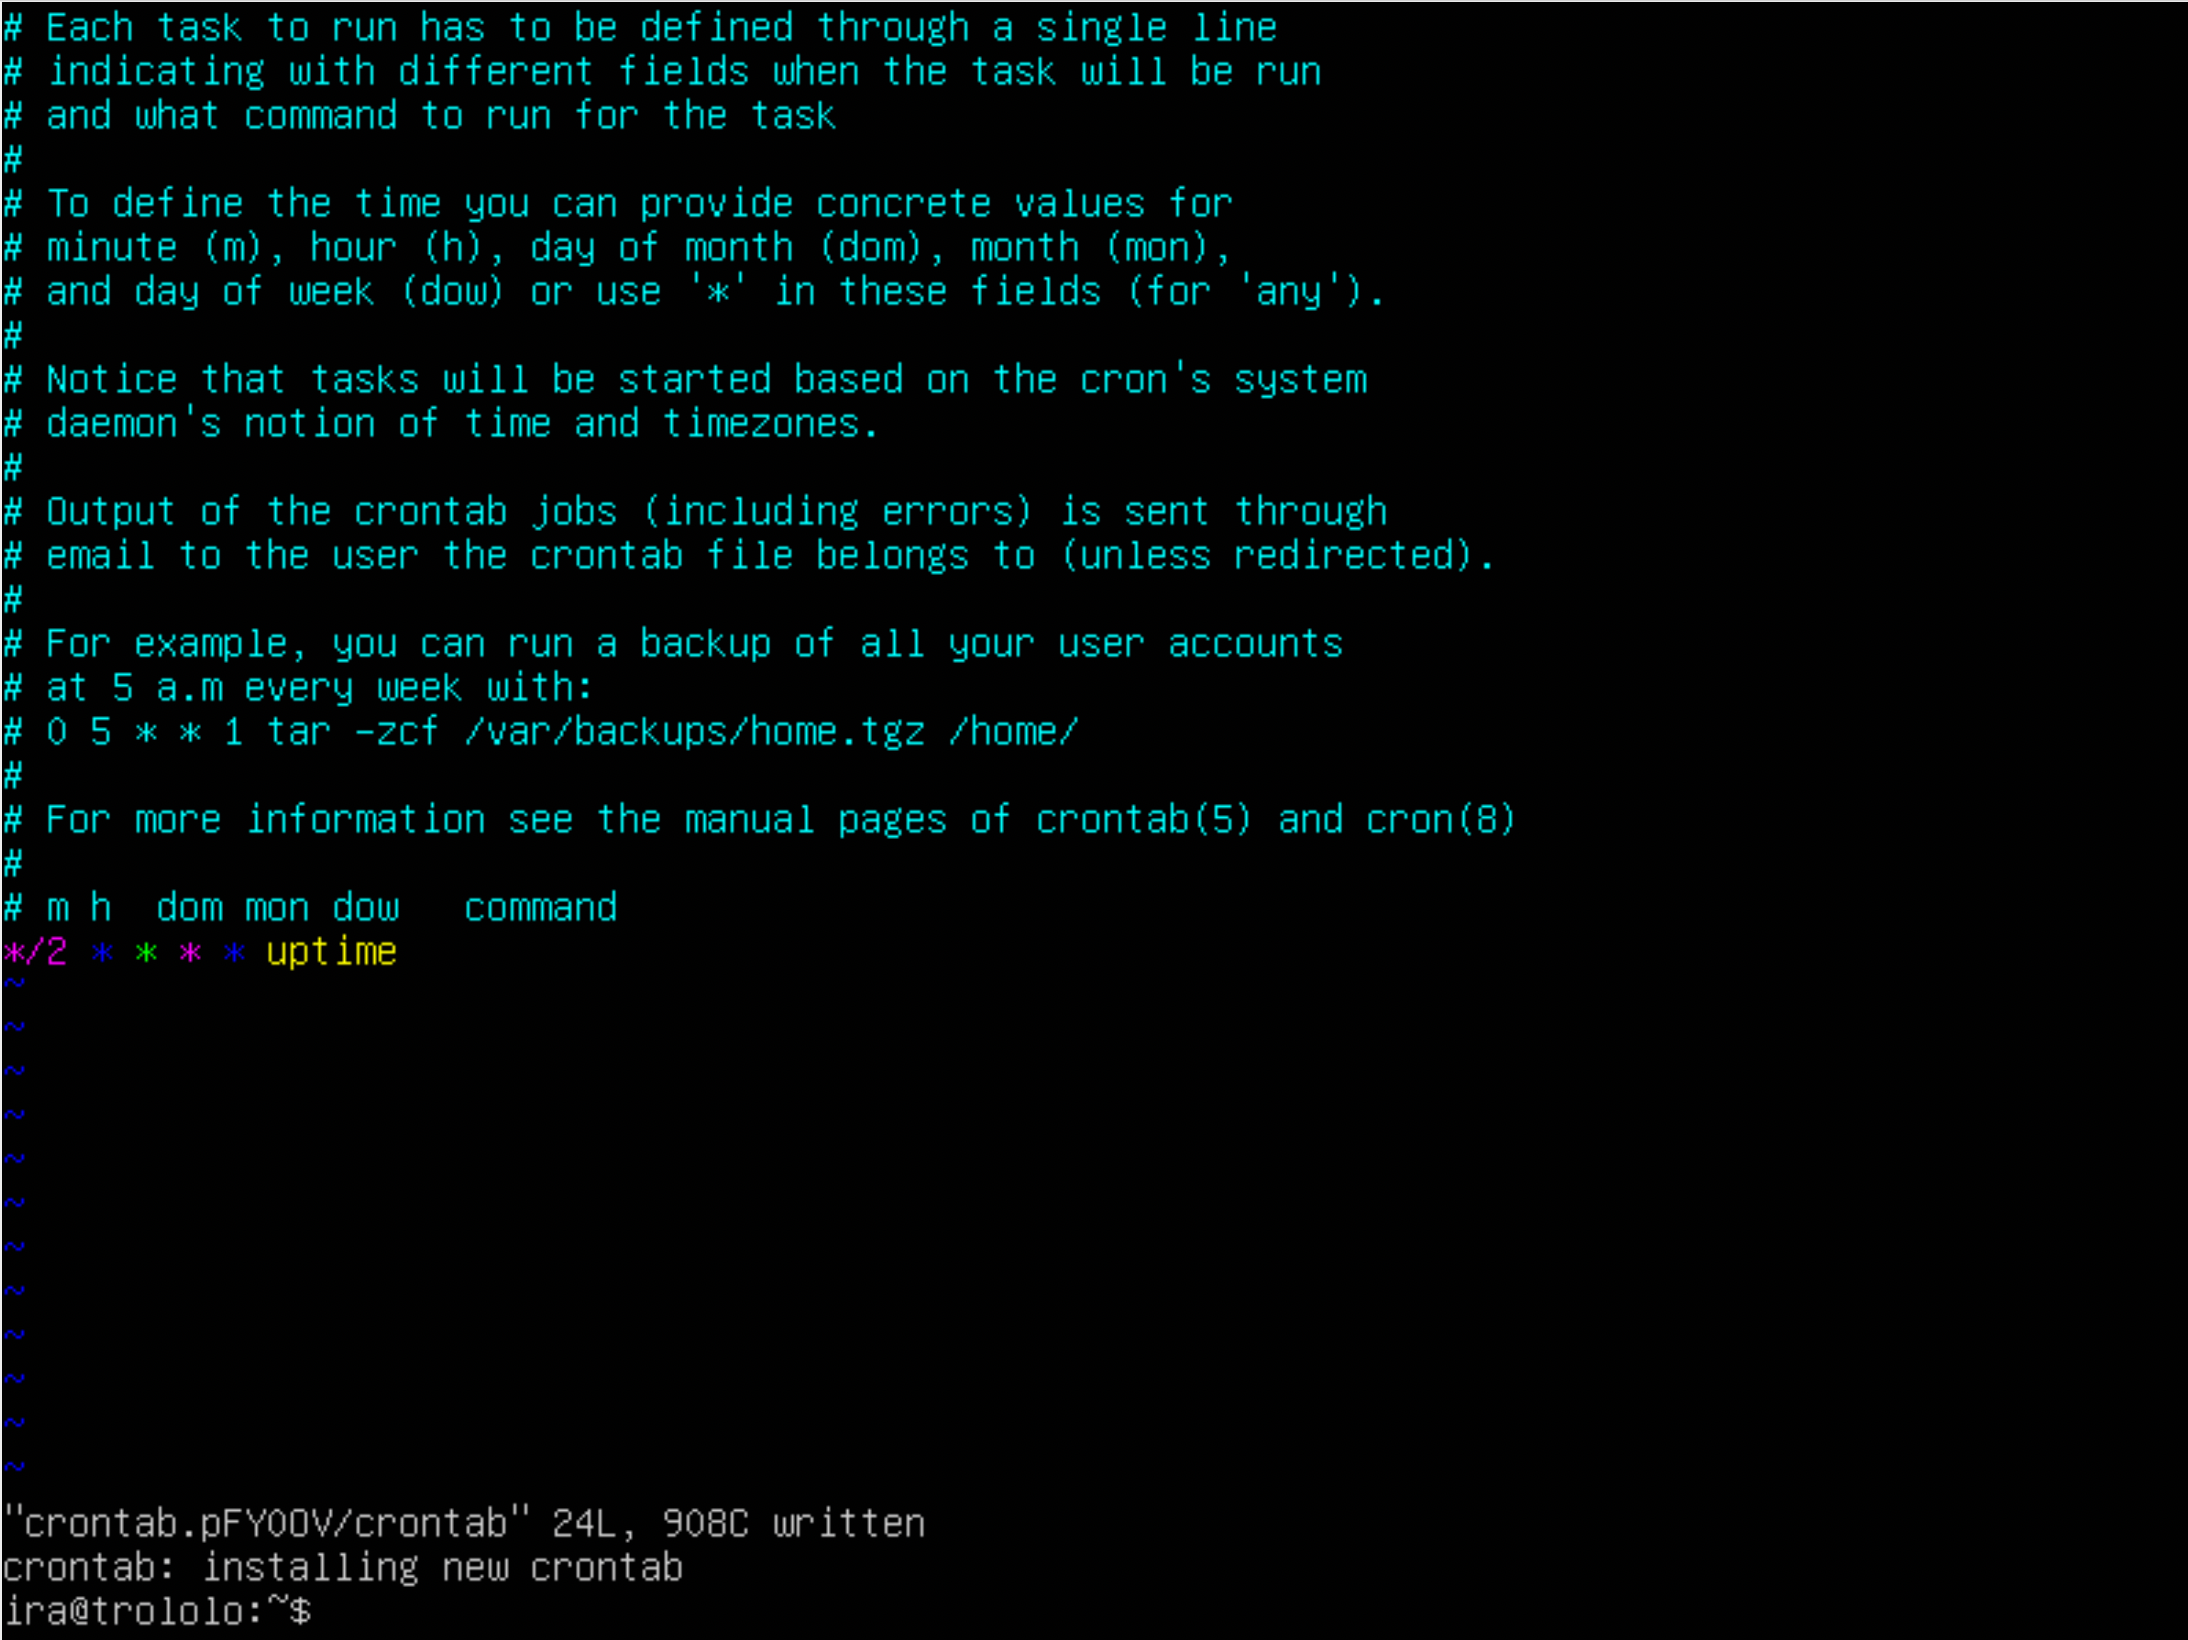 # Each task to run has to be defined through a single line
# indicating with different fields when the task will be run
# and what command to run for the task
#
# To define the time you can provide concrete values for
# minute (m), hour (h), day of month (dom), month (mon),
# and day of week (dow) or use '*' in these fields (for 'any').
#
# Notice that tasks will be started based on the cron's system
# daemon's notion of time and timezones.
#
# Output of the crontab jobs (including errors) is sent through
# email to the user the crontab file belongs to (unless redirected).
#
# For example, you can run a backup of all your user accounts
# at 5 a.m every week with:
# 0 5 * * 1 tar -zcf /var/backups/home.tgz /home/
#
# For more information see the manual pages of crontab(5) and cron(8)
#
# m h  dom mon dow   command
*/2 * * * * uptime
~
~
~
~
~
~
~
~
~
~
~
~
"crontab.pFYO0V/crontab" 24L, 908C written
crontab: installing new crontab
ira@trololo:~$